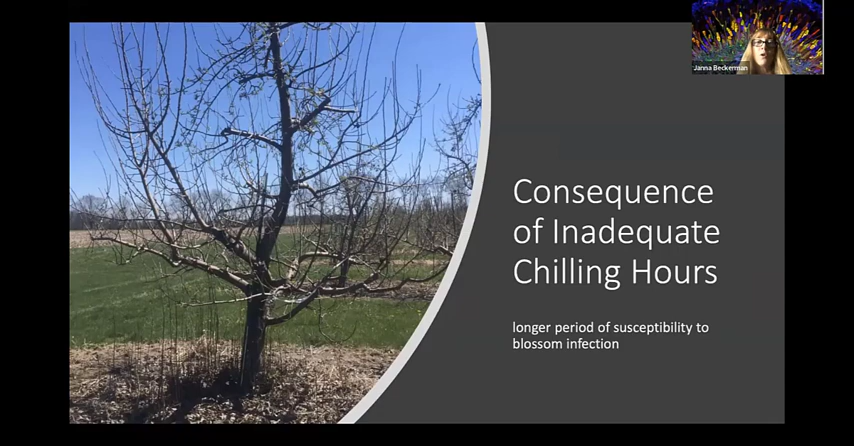 Janna Beckerman
Consequence
of Inadequate
Chilling Hours
longer period of susceptibility to
blossom infection